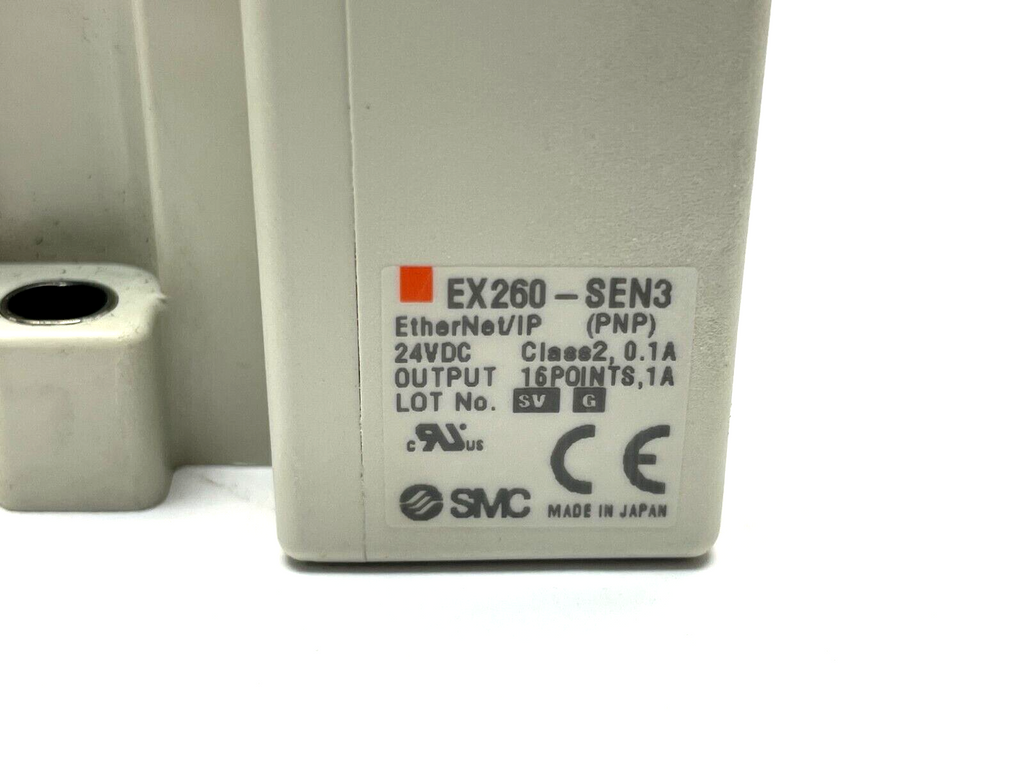 EX260-SEN3
EtherNet/IP (PNP)
24VDC Class2, 0.1A
OUTPUT 16POINTS,1A
LOT No. SV G
c RU US
CE
SMC MADE IN JAPAN